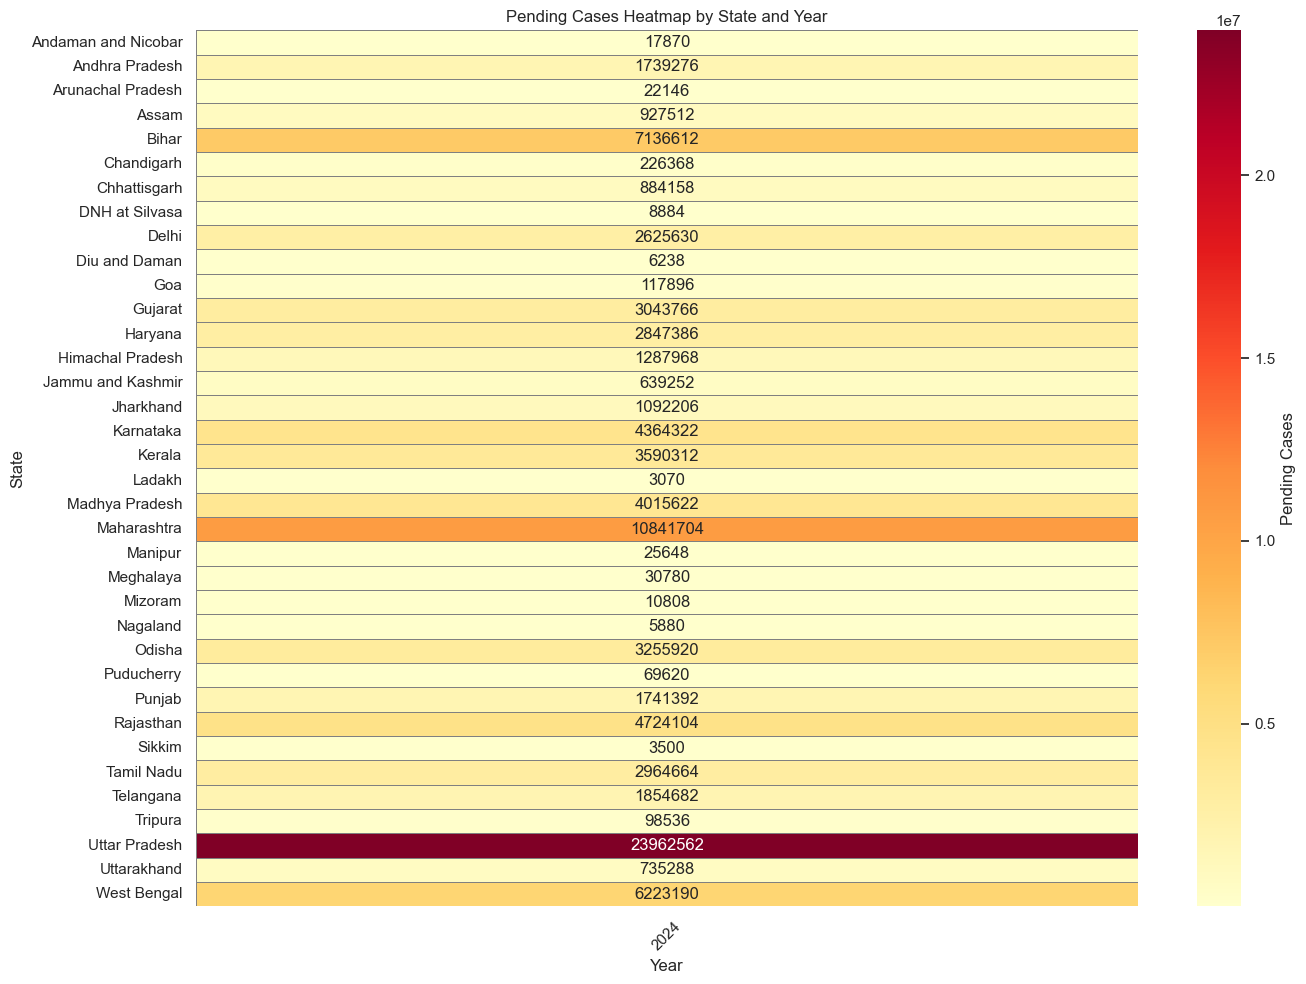 Pending Cases Heatmap by State and Year
1e7
Andaman and Nicobar 17870
Andhra Pradesh 1739276
Arunachal Pradesh 22146
Assam 927512
Bihar 7136612
Chandigarh 226368
Chhattisgarh 884158
DNH at Silvasa 8884
Delhi 2625630
Diu and Daman 6238
Goa 117896
Gujarat 3043766
Haryana 2847386
Himachal Pradesh 1287968
Jammu and Kashmir 639252
Jharkhand 1092206
Karnataka 4364322
Kerala 3590312
Ladakh 3070
Madhya Pradesh 4015622
Maharashtra 10841704
Manipur 25648
Meghalaya 30780
Mizoram 10808
Nagaland 5880
Odisha 3255920
Puducherry 69620
Punjab 1741392
Rajasthan 4724104
Sikkim 3500
Tamil Nadu 2964664
Telangana 1854682
Tripura 98536
Uttar Pradesh 23962562
Uttarakhand 735288
West Bengal 6223190
State
2024
Year
2.0
1.5
1.0
0.5
Pending Cases